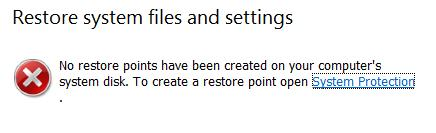 Restore system files and settings
No restore points have been created on your computer's
system disk. To create a restore point open System Protection
.